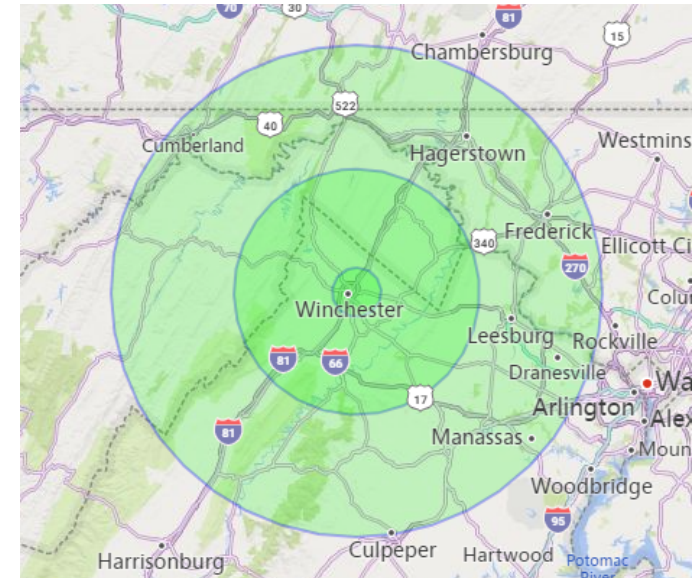 70
30
81
15
Chambersburg
522
40
Cumberland
Hagerstown
Westmins
Frederick
340
Ellicott Ci
270
Colu
Winchester
Leesburg
Rockville
81
66
Dranesville
Wa
17
Arlington
Alex
81
Manassas
Moun
Woodbridge
95
Culpeper
Hartwood
Harrisonburg
Potomac
River